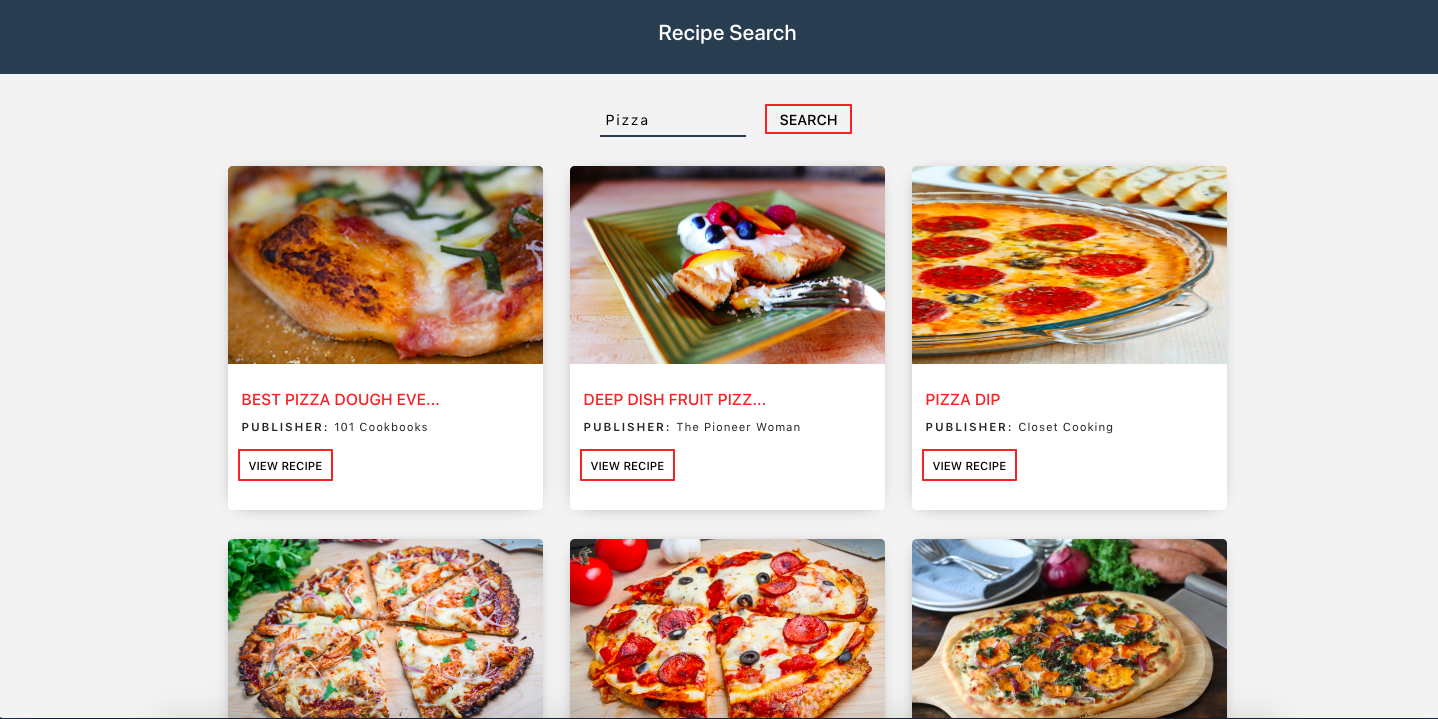 Recipe Search
Pizza SEARCH
BEST PIZZA DOUGH EVE... DEEP DISH FRUIT PIZZ... PIZZA DIP
PUBLISHER: 101 Cookbooks PUBLISHER: The Pioneer Woman PUBLISHER: Closet Cooking
VIEW RECIPE VIEW RECIPE VIEW RECIPE